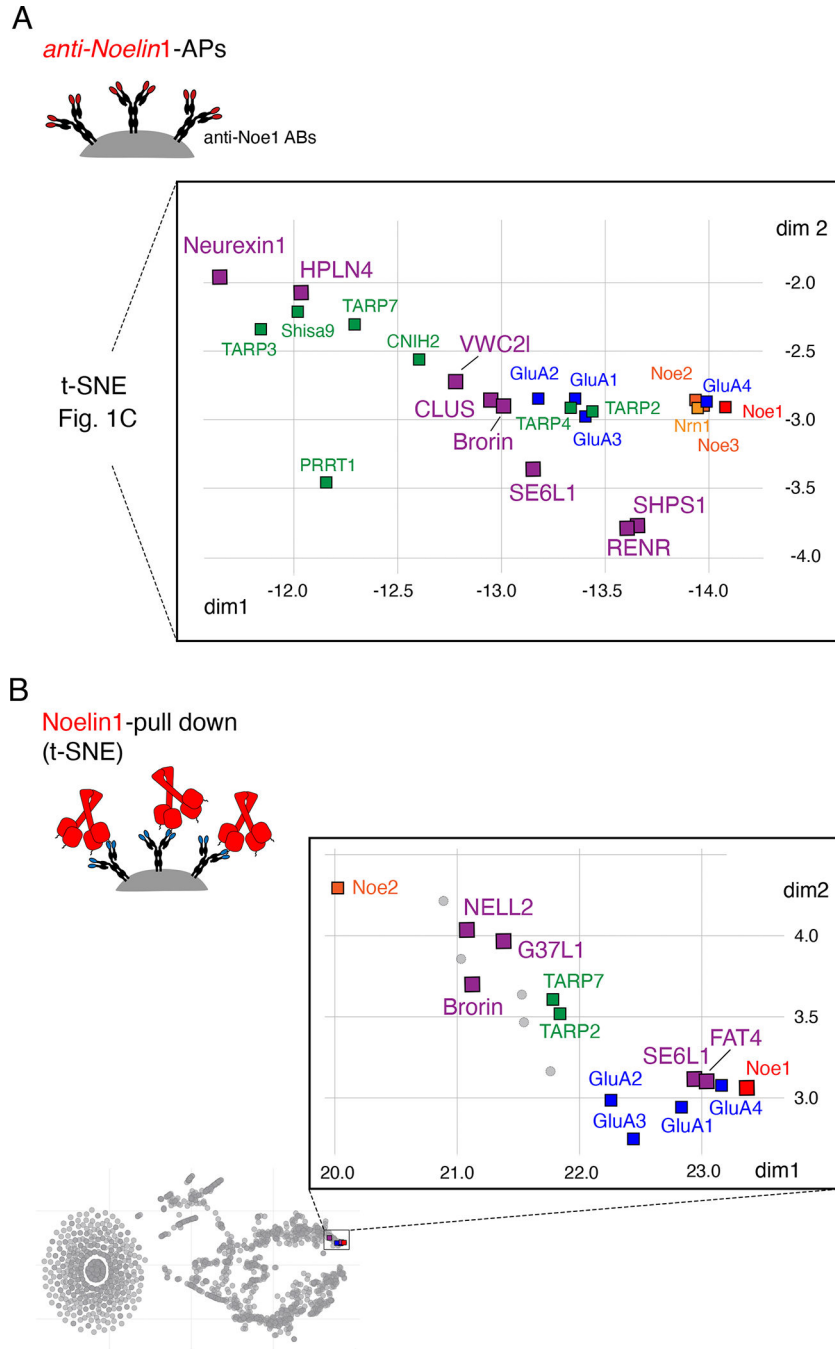 A
anti-Noelin1-APs
anti-Noe1 ABs
dim 2
Neurexin1
HPLN4
-2.0
TARP7
Shisa9
TARP3
CNIH2
VWC2l
-2.5
GluA2
GluA1
Noe2
GluA4
t-SNE
Fig. 1C
CLUS
TARP4
TARP2
Noe1
-3.0
Brorin
GluA3
Nrn1
Noe3
PRRT1
SE6L1
-3.5
SHPS1
RENR
-4.0
dim1
-12.0
-12.5
-13.0
-13.5
-14.0
B
Noelin1-pull down
(t-SNE)
Noe2
dim2
NELL2
4.0
G37L1
Brorin
TARP7
TARP2
3.5
FAT4
SE6L1
Noe1
GluA2
3.0
GluA3
GluA1
GluA4
20.0
21.0
22.0
23.0
dim1